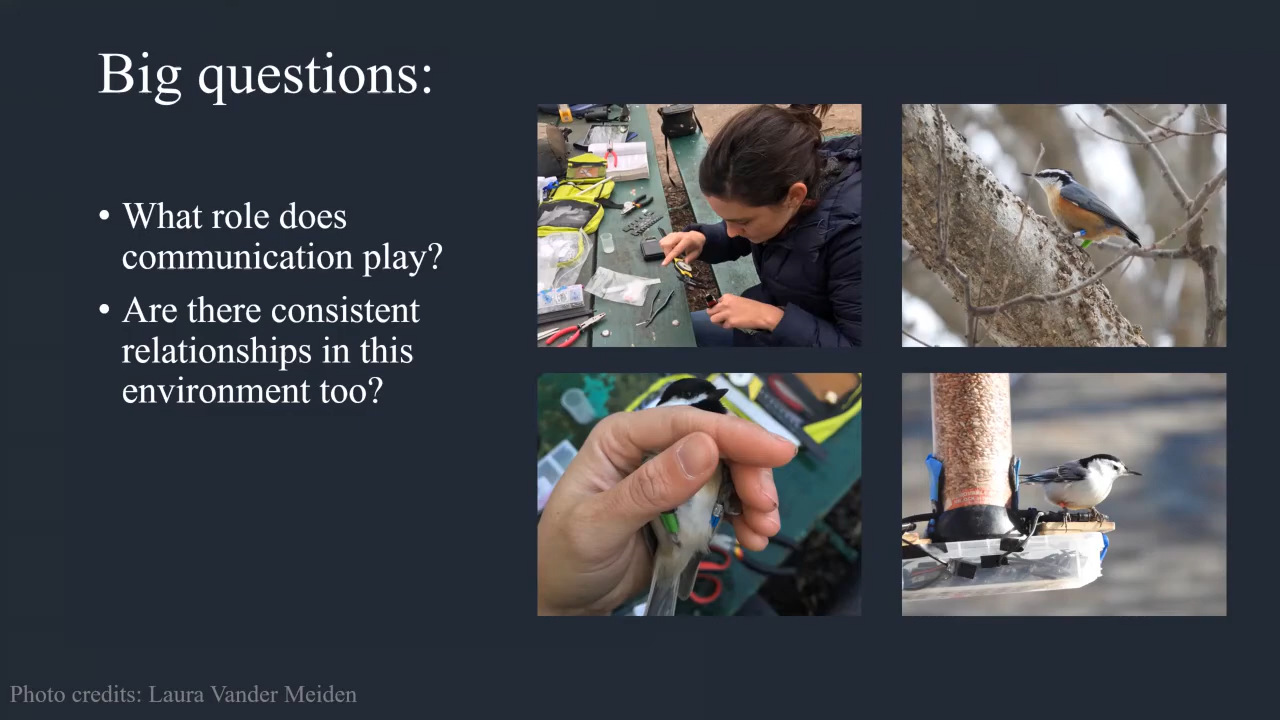 Big questions:
• What role does
communication play?
• Are there consistent
relationships in this
environment too?
Photo credits: Laura Vander Meiden